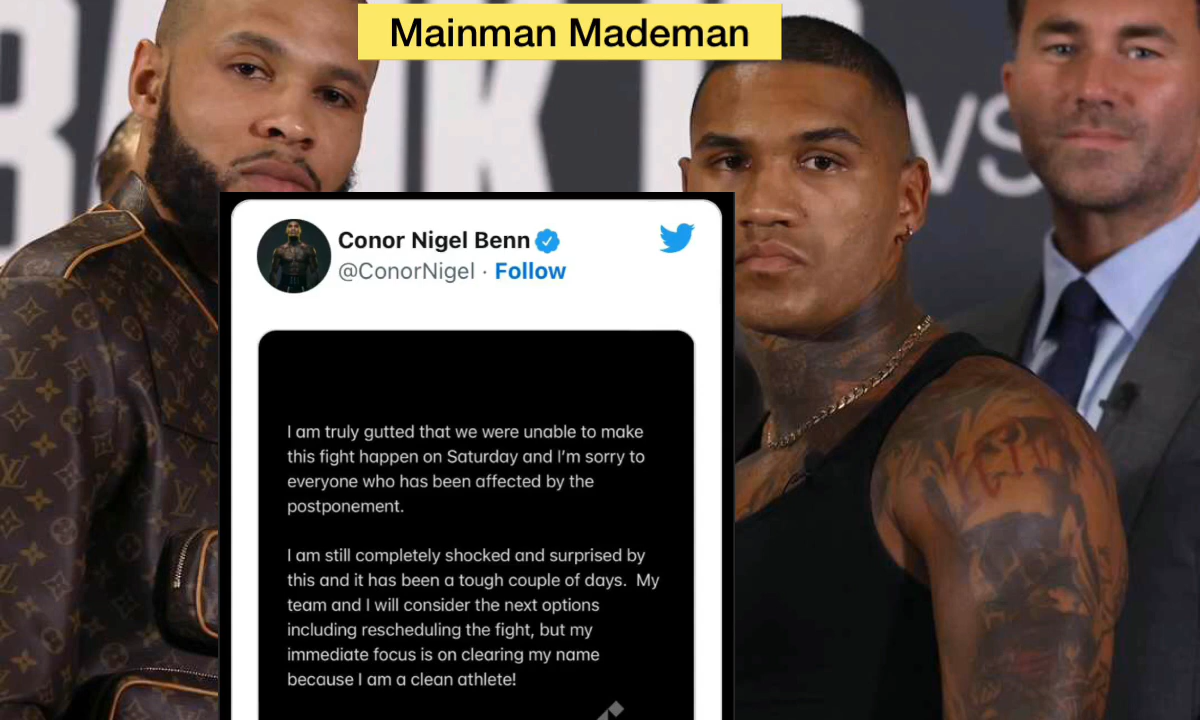 Mainman Mademan
VS
Conor Nigel Benn
@ConorNigel · Follow
I am truly gutted that we were unable to make
this fight happen on Saturday and I’m sorry to
everyone who has been affected by the
postponement.
I am still completely shocked and surprised by
this and it has been a tough couple of days.  My
team and I will consider the next options
including rescheduling the fight, but my
immediate focus is on clearing my name
because I am a clean athlete!